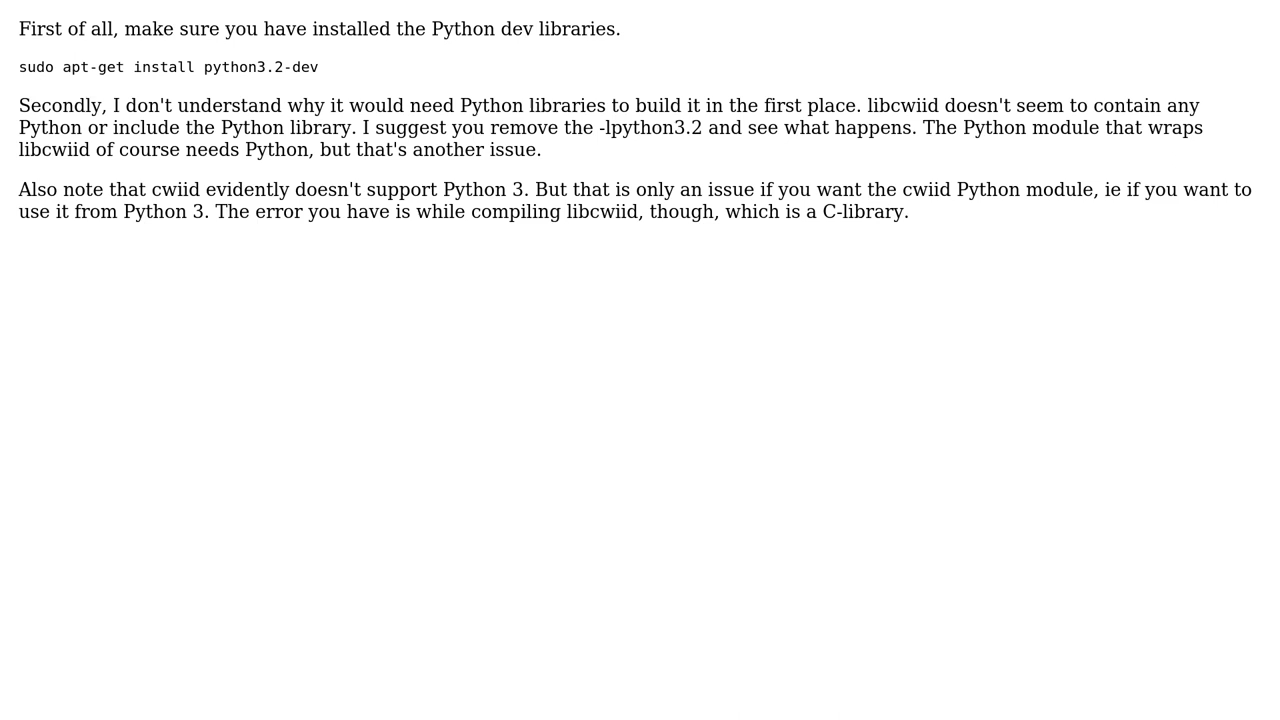 First of all, make sure you have installed the Python dev libraries.
sudo apt-get install python3.2-dev
Secondly, I don't understand why it would need Python libraries to build it in the first place. libcwiid doesn't seem to contain any
Python or include the Python library. I suggest you remove the -lpython3.2 and see what happens. The Python module that wraps
libcwiid of course needs Python, but that's another issue.
Also note that cwiid evidently doesn't support Python 3. But that is only an issue if you want the cwiid Python module, ie if you want to
use it from Python 3. The error you have is while compiling libcwiid, though, which is a C-library.